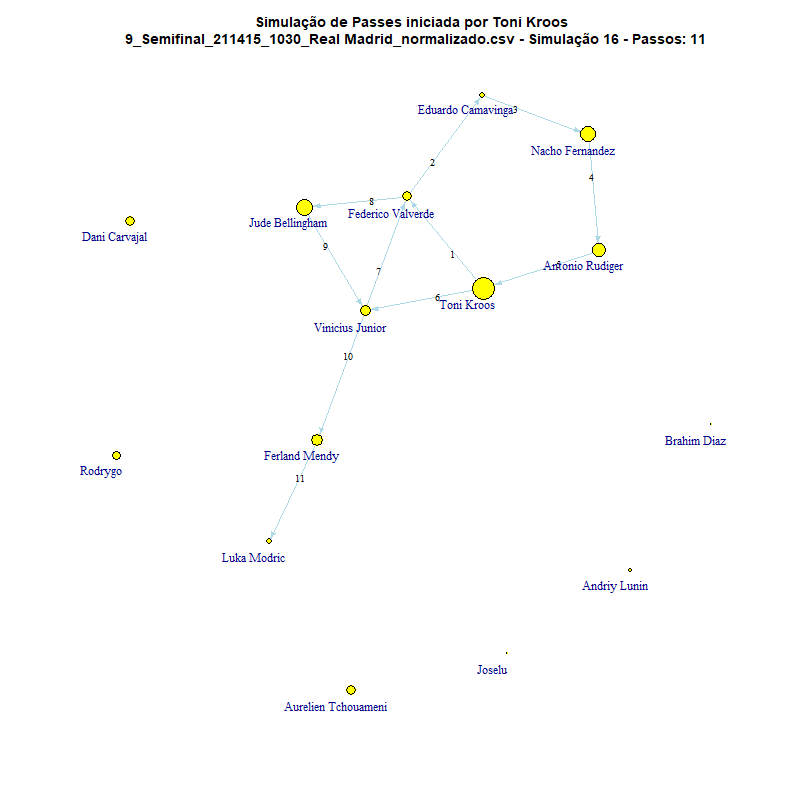 Simulação de Passes iniciada por Toni Kroos
9_Semifinal_211415_1030_Real Madrid_normalizado.csv - Simulação 16 - Passos: 11
Eduardo Camavinga
3
Nacho Fernandez
2
4
8
Federico Valverde
Jude Bellingham
Dani Carvajal
9
1
7
5
Antonio Rudiger
6
Toni Kroos
Vinicius Junior
10
Brahim Diaz
Ferland Mendy
Rodrygo
11
Luka Modric
Andriy Lunin
Joselu
Aurelien Tchouameni